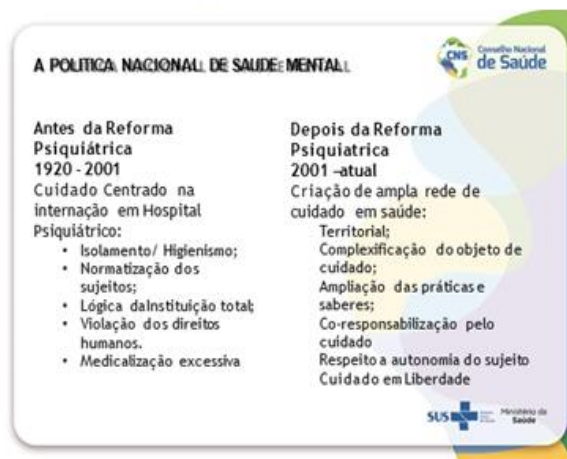 A POLITICA NACIONAL DE SAUDE MENTAL
CNS Conselho Nacional
de Saúde
Antes da Reforma
Psiquiátrica
1920 - 2001
Cuidado Centrado na
internação em Hospital
Psiquiátrico:
• Isolamento/ Higienismo;
• Normatização dos
sujeitos;
• Lógica daInstituição total;
• Violação dos direitos
humanos.
• Medicalização excessiva
Depois da Reforma
Psiquiatrica
2001 –atual
Criação de ampla rede de
cuidado em saúde:
Territorial;
Complexificação do objeto de
cuidado;
Ampliação das práticas e
saberes;
Co-responsabilização pelo
cuidado
Respeito a autonomia do sujeito
Cuidado em Liberdade
SUS
Ministério da
Saúde